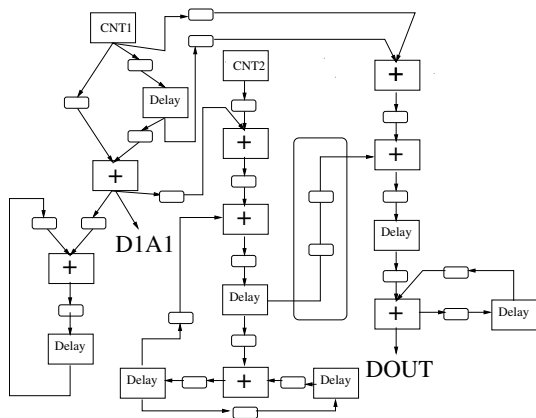 CNT1
CNT2
+
Delay
+
+
+
D1A1
+
Delay
+
Delay
+
Delay
Delay
DOUT
Delay
+
Delay